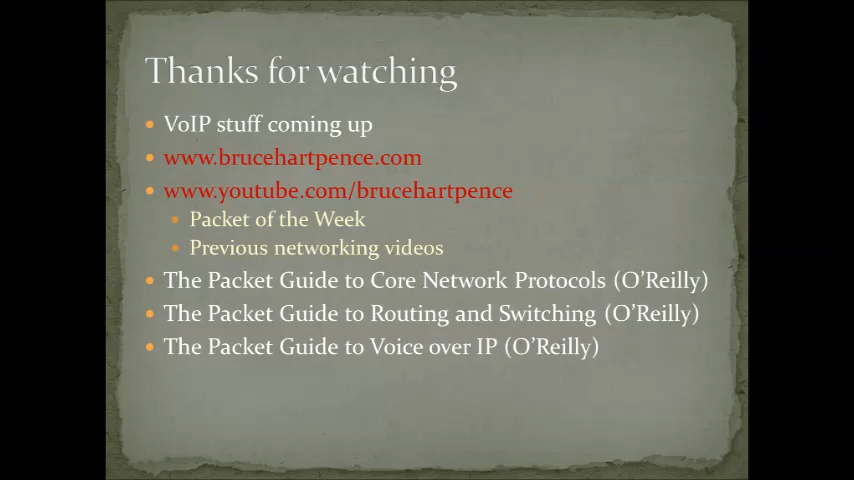 Thanks for watching
VoIP stuff coming up
www.brucehartpence.com
www.youtube.com/brucehartpence
Packet of the Week
Previous networking videos
The Packet Guide to Core Network Protocols (O’Reilly)
The Packet Guide to Routing and Switching (O’Reilly)
The Packet Guide to Voice over IP (O’Reilly)